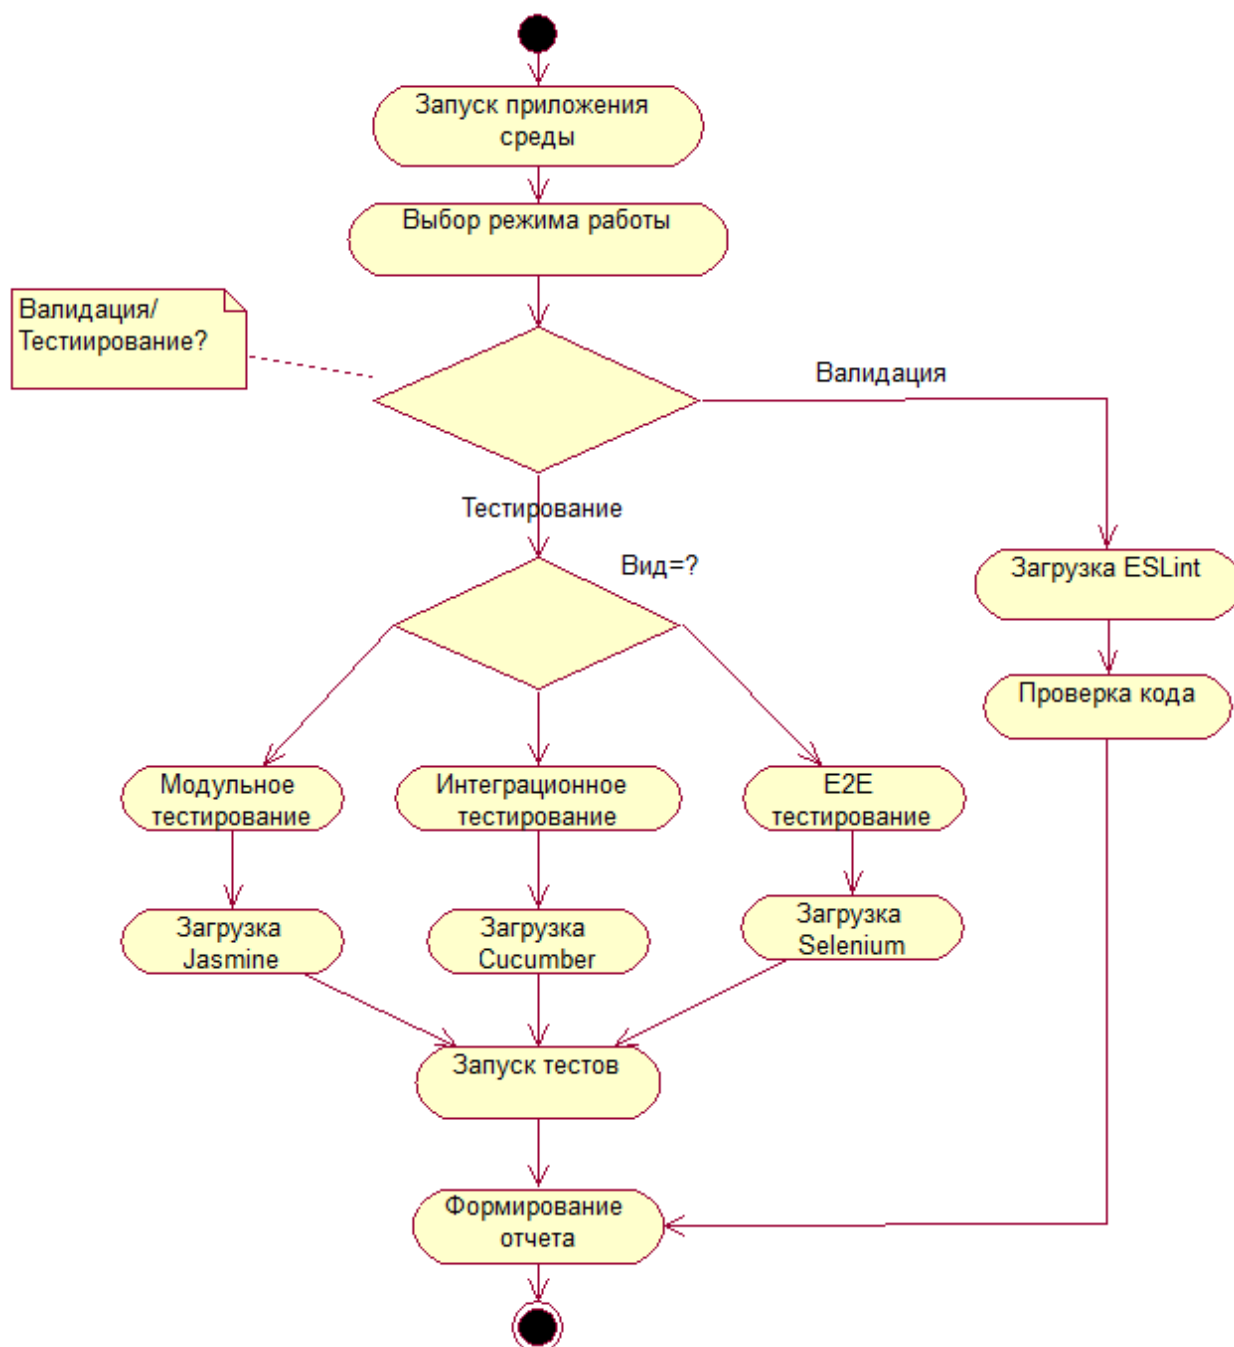 Запуск приложения
среды
Выбор режима работы
Валидация/
Тестиирование?
Валидация
Тестирование
Вид=?
Загрузка ESLint
Проверка кода
Модульное
тестирование
Интеграционное
тестирование
E2E
тестирование
Загрузка
Jasmine
Загрузка
Cucumber
Загрузка
Selenium
Запуск тестов
Формирование
отчета